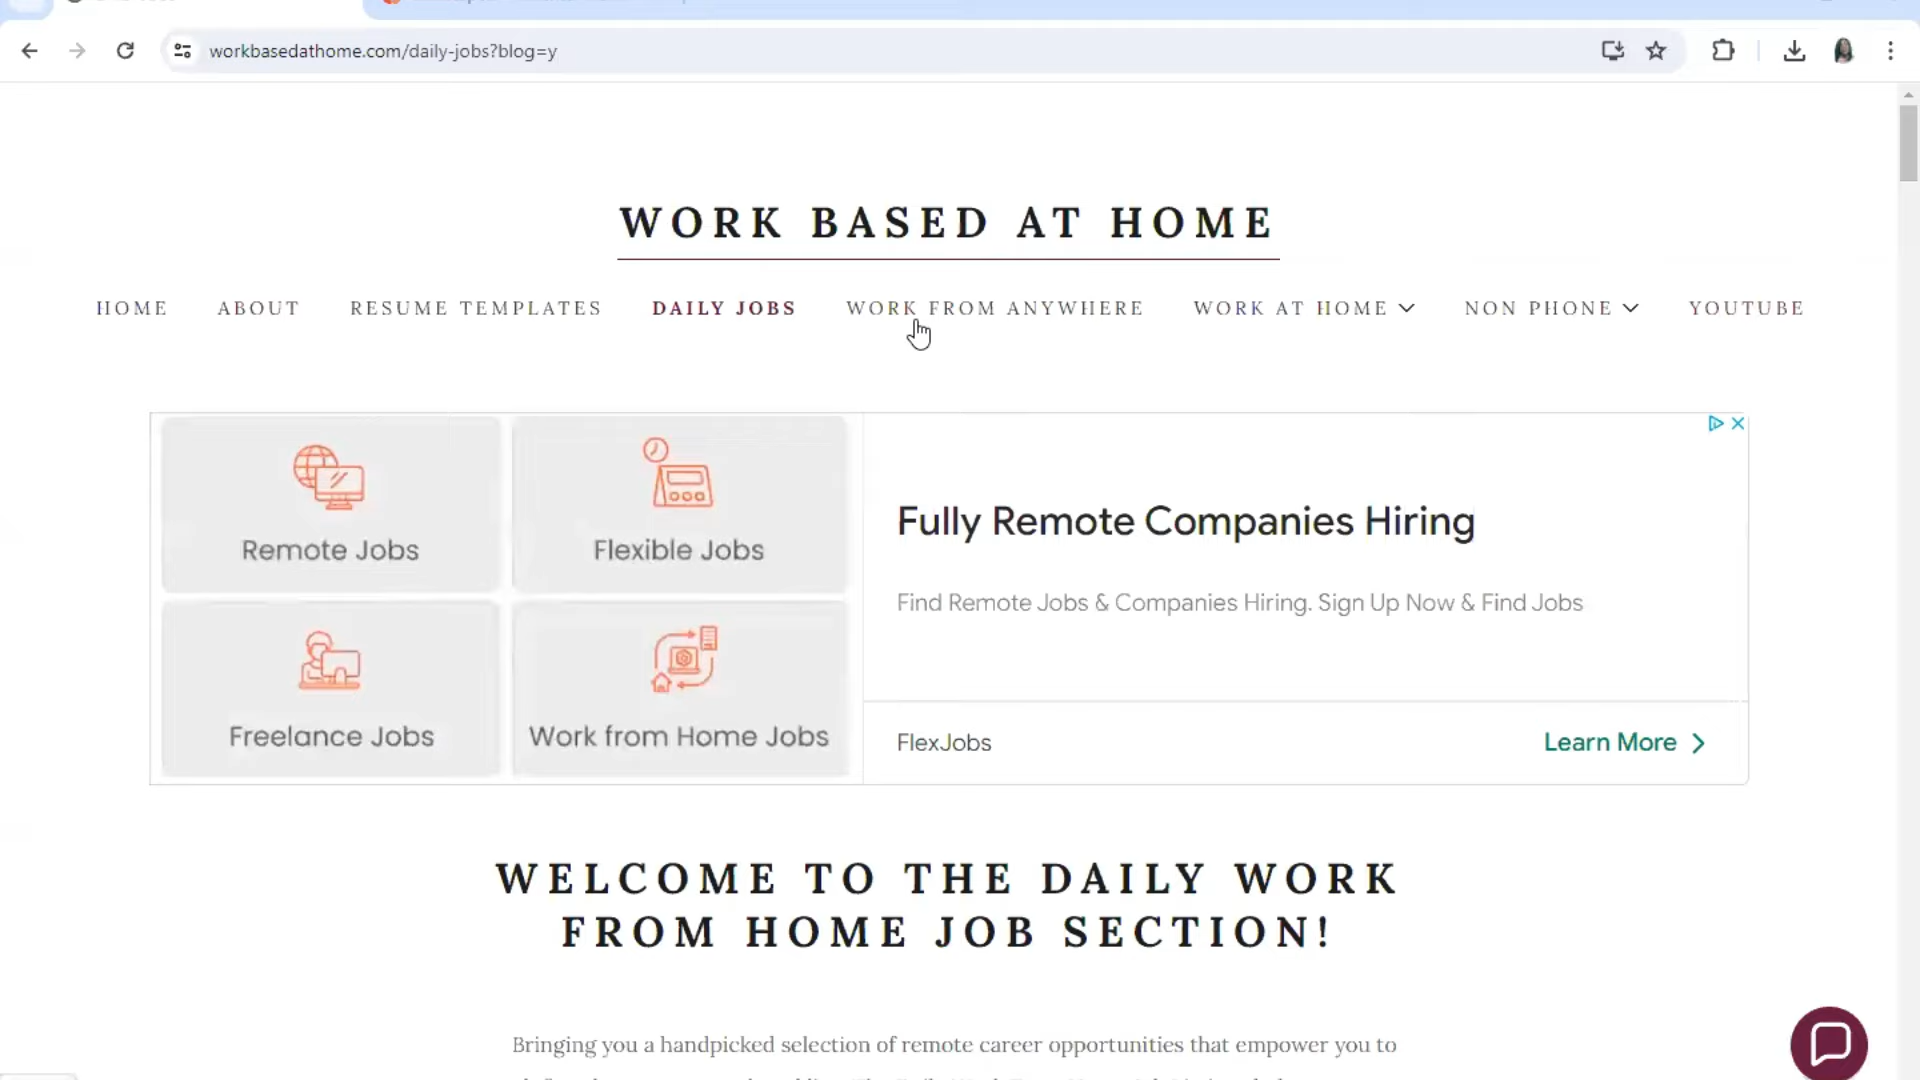 workbasedathome.com/daily-jobs?blog=y
WORK BASED AT HOME
HOME ABOUT RESUME TEMPLATES DAILY JOBS WORK FROM ANYWHERE WORK AT HOME NON PHONE YOUTUBE
Remote Jobs
Flexible Jobs
Freelance Jobs
Work from Home Jobs
Fully Remote Companies Hiring
Find Remote Jobs & Companies Hiring. Sign Up Now & Find Jobs
FlexJobs
Learn More
WELCOME TO THE DAILY WORK
FROM HOME JOB SECTION!
Bringing you a handpicked selection of remote career opportunities that empower you to